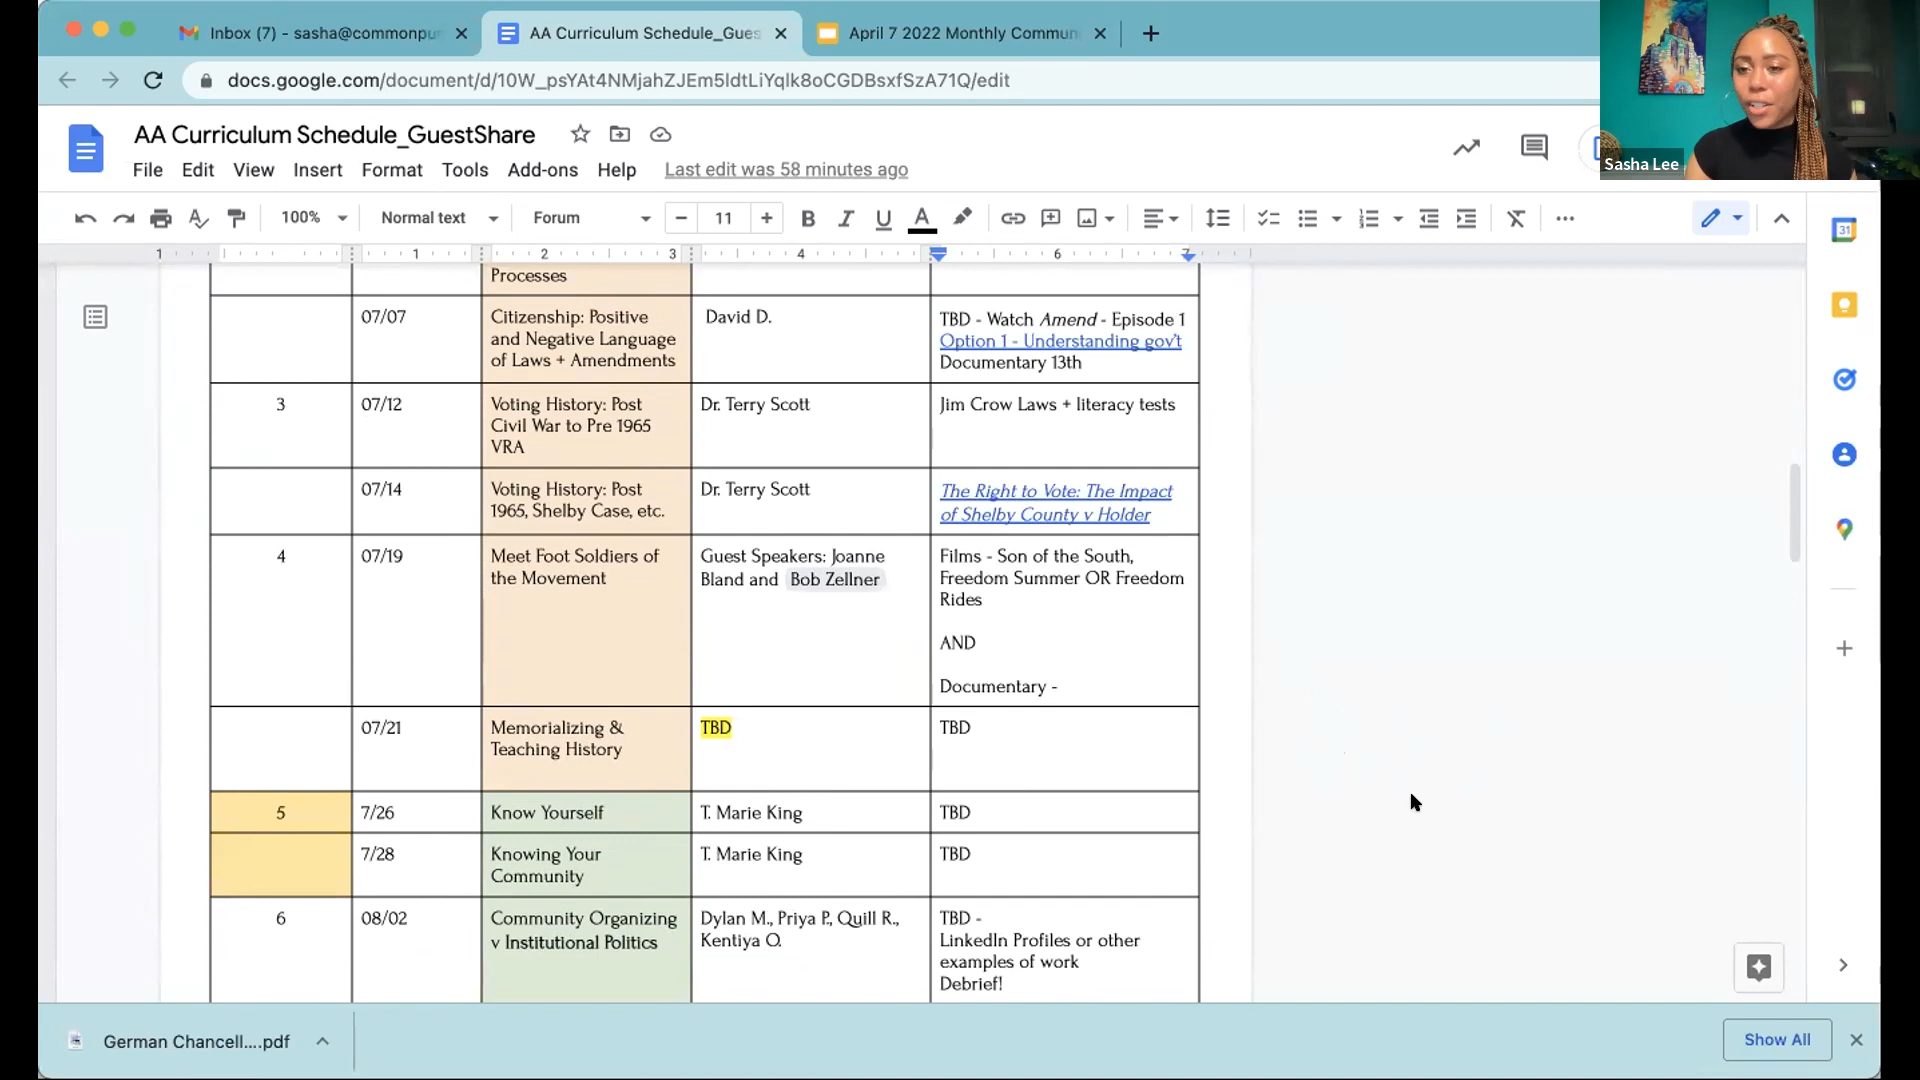 Inbox (7) - sasha@commonpu
AA Curriculum Schedule_Gues
April 7 2022 Monthly Commun
docs.google.com/document/d/10W_psYAt4NMjahZJEm5ldtLiYqlk8oCGDBsxfSzA71Q/edit
AA Curriculum Schedule_GuestShare
File Edit View Insert Format Tools Add-ons Help Last edit was 58 minutes ago
Sasha Lee
100% Normal text Forum 11 B I U A
31
1 1 2 3 4 6 7
Processes
07/07
Citizenship: Positive
and Negative Language
of Laws + Amendments
David D.
TBD - Watch Amend - Episode 1
Option 1 - Understanding gov't
Documentary 13th
3
07/12
Voting History: Post
Civil War to Pre 1965
VRA
Dr. Terry Scott
Jim Crow Laws + literacy tests
07/14
Voting History: Post
1965, Shelby Case, etc.
Dr. Terry Scott
The Right to Vote: The Impact
of Shelby County v Holder
4
07/19
Meet Foot Soldiers of
the Movement
Guest Speakers: Joanne
Bland and Bob Zellner
Films - Son of the South,
Freedom Summer OR Freedom
Rides
AND
Documentary -
07/21
Memorializing &
Teaching History
TBD
TBD
5
7/26
Know Yourself
T. Marie King
TBD
7/28
Knowing Your
Community
T. Marie King
TBD
6
08/02
Community Organizing
v Institutional Politics
Dylan M., Priya P., Quill R.,
Kentiya O.
TBD -
LinkedIn Profiles or other
examples of work
Debrief!
German Chancell....pdf
Show All